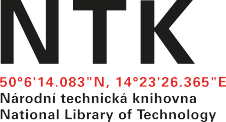 NTK
50°6'14.083"N, 14°23'26.365"E
Národní technická knihovna
National Library of Technology